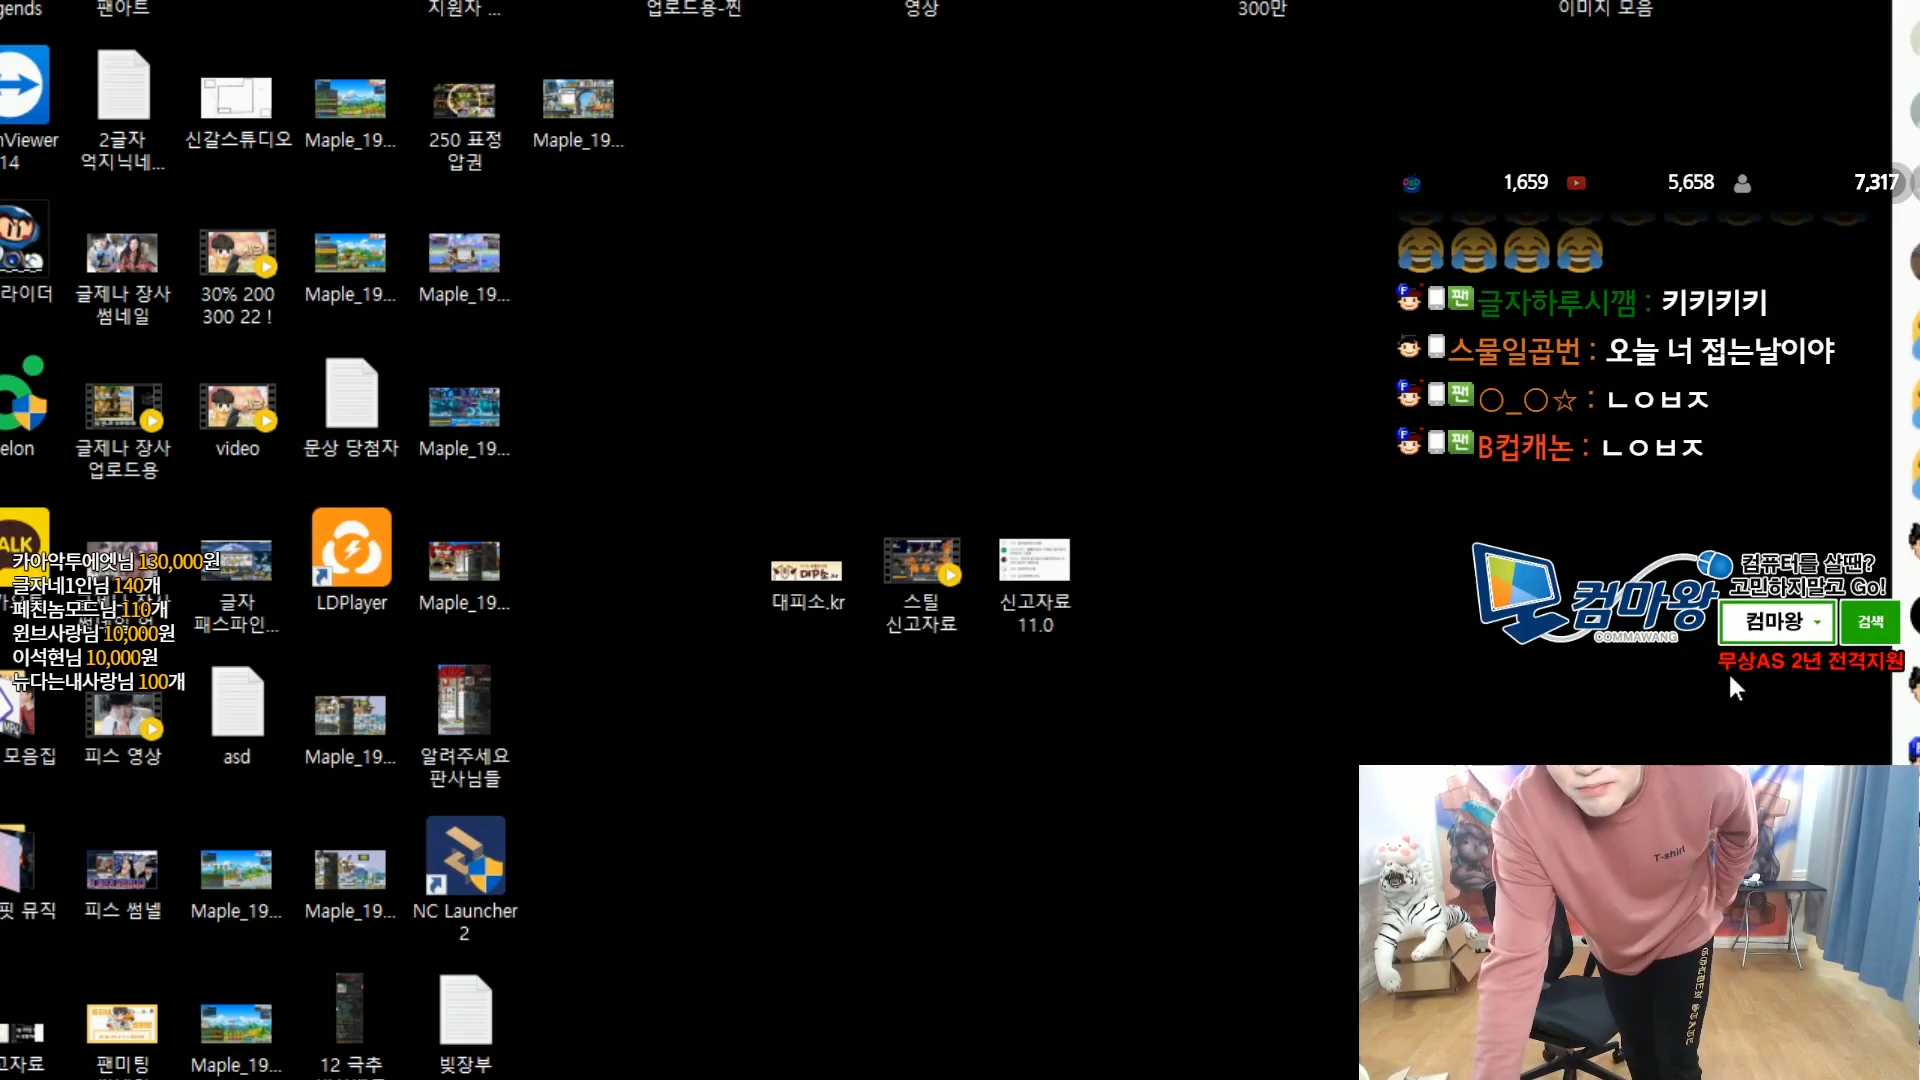 gends
팬아트
지원자 ...
업로드용-찐
영상
300만
이미지 모음
nViewer
14
2글자
억지닉네...
신갈스튜디오
Maple_19...
250 표정
압권
Maple_19...
1,659
5,658
7,317
라이더
글제나 장사
썸네일
30% 200
300 22 !
Maple_19...
Maple_19...
글자하루시깸 : 키키키키
스물일곱번 : 오늘 너 접는날이야
○_○☆ : ㄴㅇㅂㅈ
B컵캐논 : ㄴㅇㅂㅈ
elon
글제나 장사
업로드용
video
문상 당첨자
Maple_19...
ALK
카아악투에엣님 130,000원
글자네1인님 140개
페친놈모드님 110개
윈브사랑님 10,000원
이석현님 10,000원
뉴다는내사랑님 100개
글자
패스파인...
LDPlayer
Maple_19...
대피소.kr
대피소.kr
스틸
신고자료
신고자료
11.0
컴마왕
COMMAWANG
컴퓨터를 살땐?
고민하지말고 Go!
컴마왕
검색
무상AS 2년 전격지원
모음집
피스 영상
asd
Maple_19...
알려주세요
판사님들
T-shirt
핏 뮤직
피스 썸넬
Maple_19...
Maple_19...
NC Launcher
2
고자료
팬미팅
Maple_19...
12 극추
빚장부